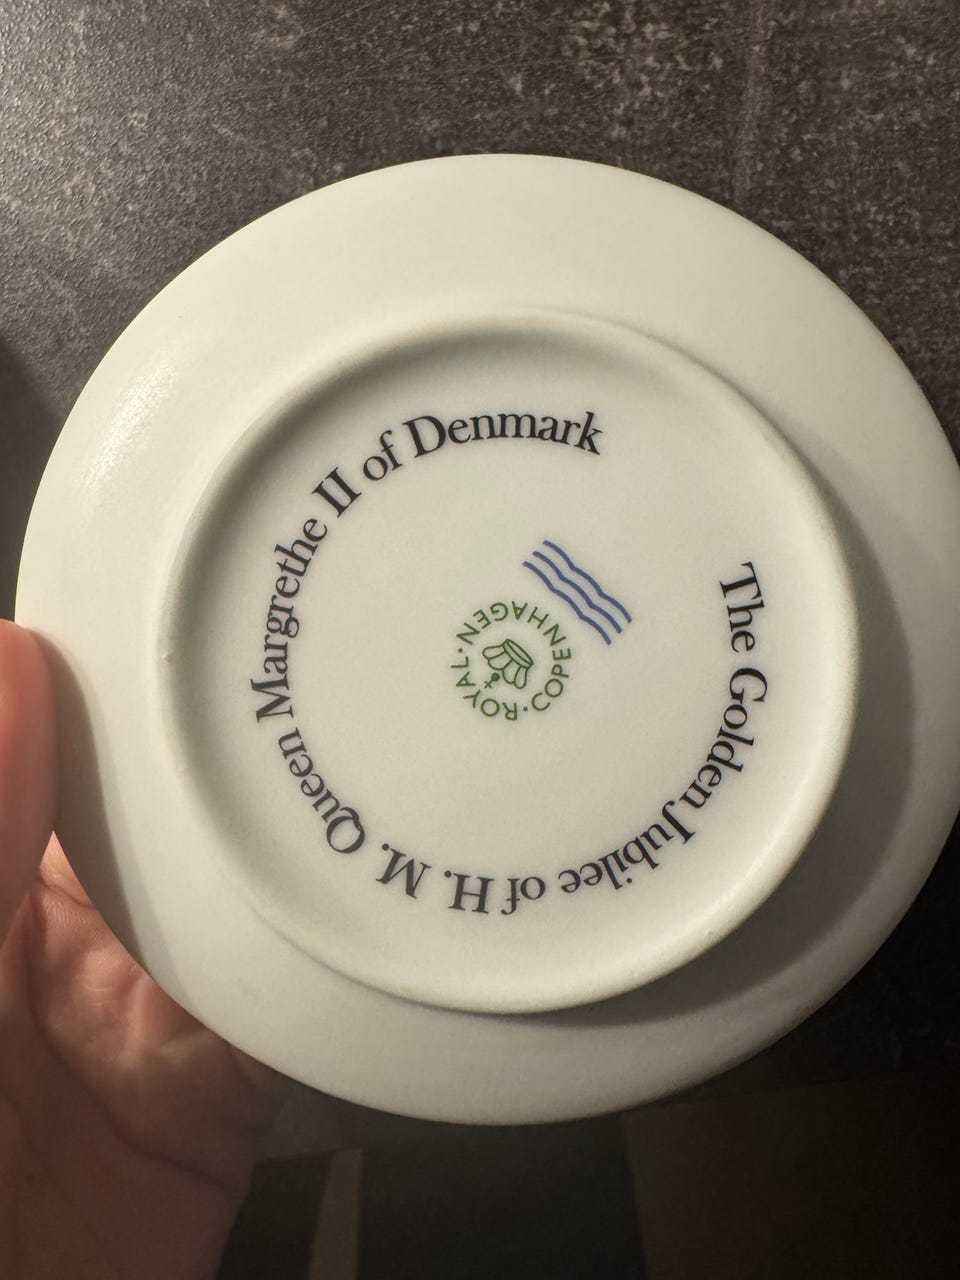 The Golden Jubilee of H. M. Queen Margrethe II of Denmark
ROYAL · COPENHAGEN ·